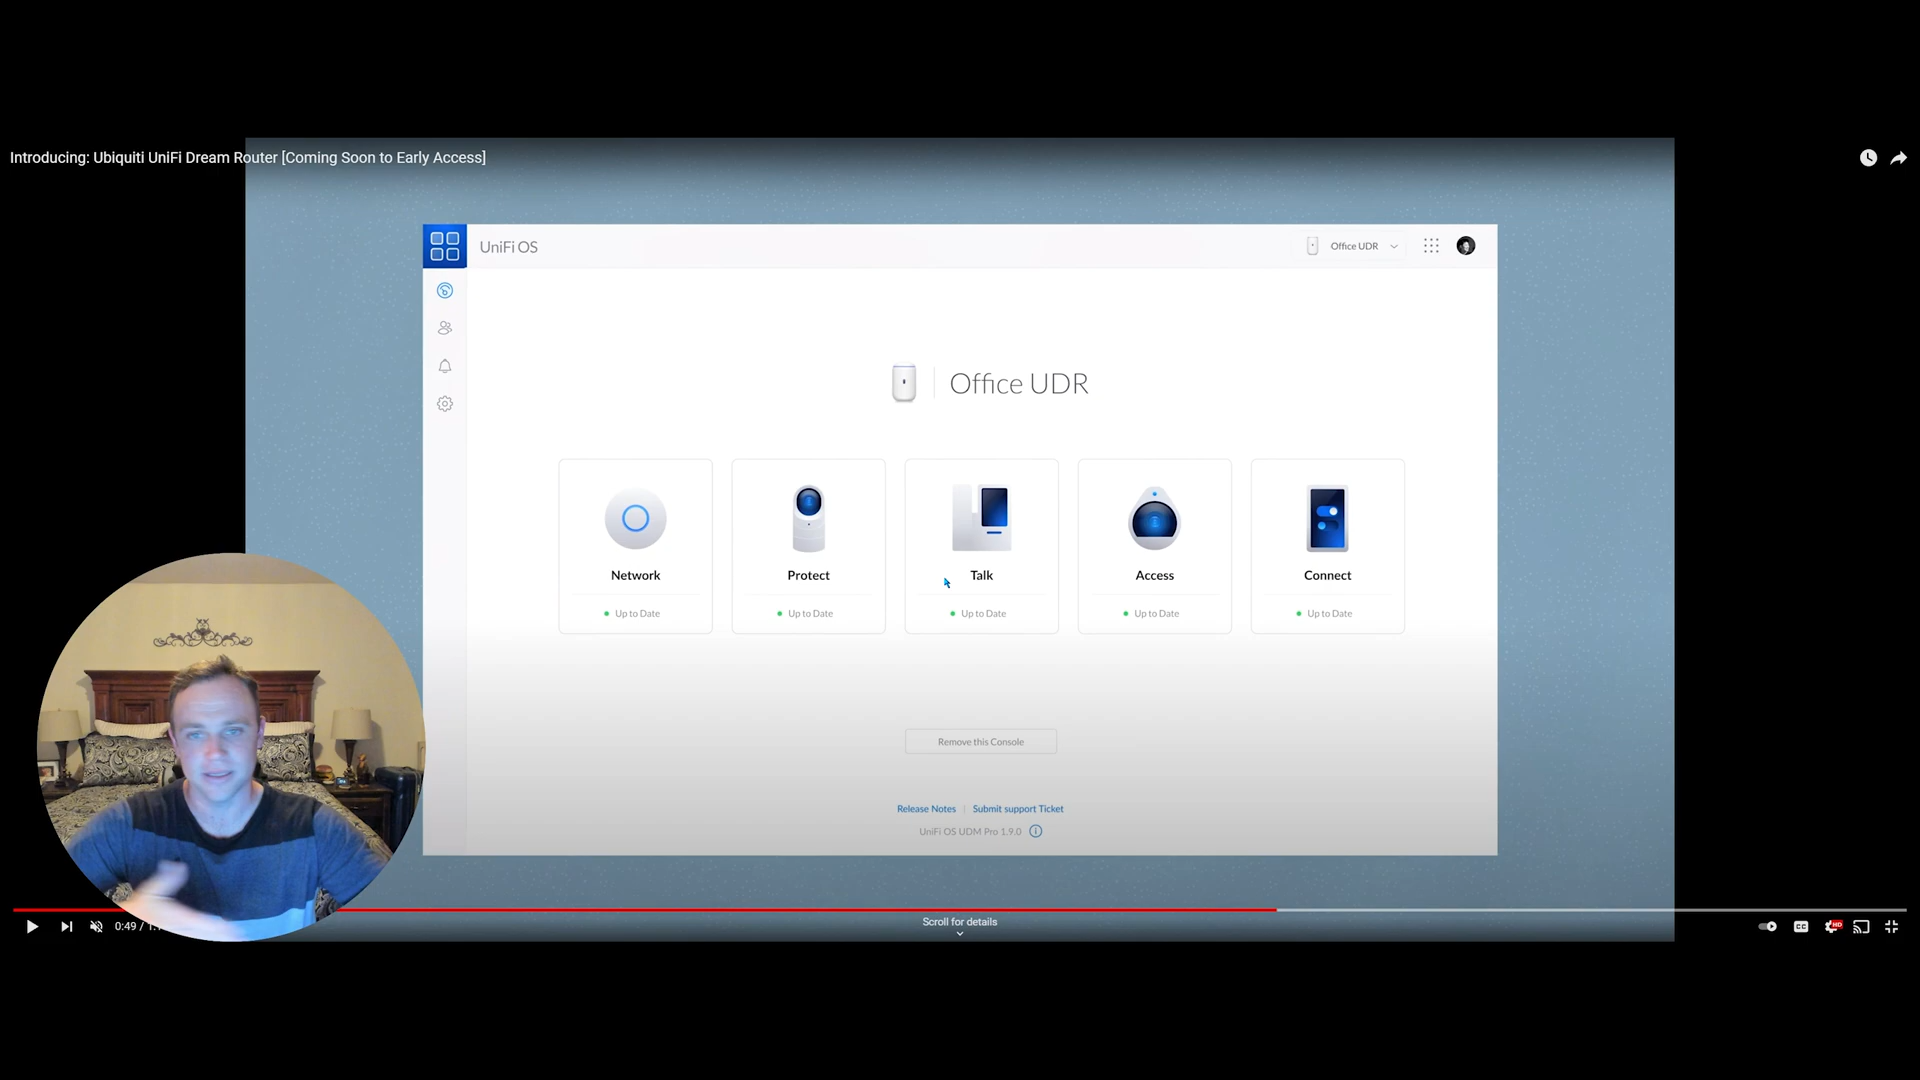 Introducing: Ubiquiti UniFi Dream Router [Coming Soon to Early Access]
UniFi OS
Office UDR
Office UDR
Network
Protect
Talk
Access
Connect
Up to Date
Up to Date
Up to Date
Up to Date
Up to Date
Remove this Console
Release Notes | Submit support Ticket
UniFi OS UDM Pro 1.9.0
Scroll for details
0:49 /
CC
HD